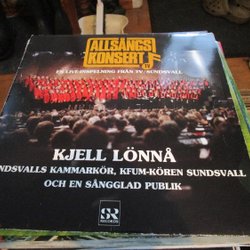 ALLSÅNGS
KONSERT
EN LIVE-INSPELNING FRÅN TV, SUNDSVALL
KJELL LÖNNÅ
NDSVALLS KAMMARKÖR, KFUM-KÖREN SUNDSVALL
OCH EN SÅNGGLAD PUBLIK
SR
RECORDS